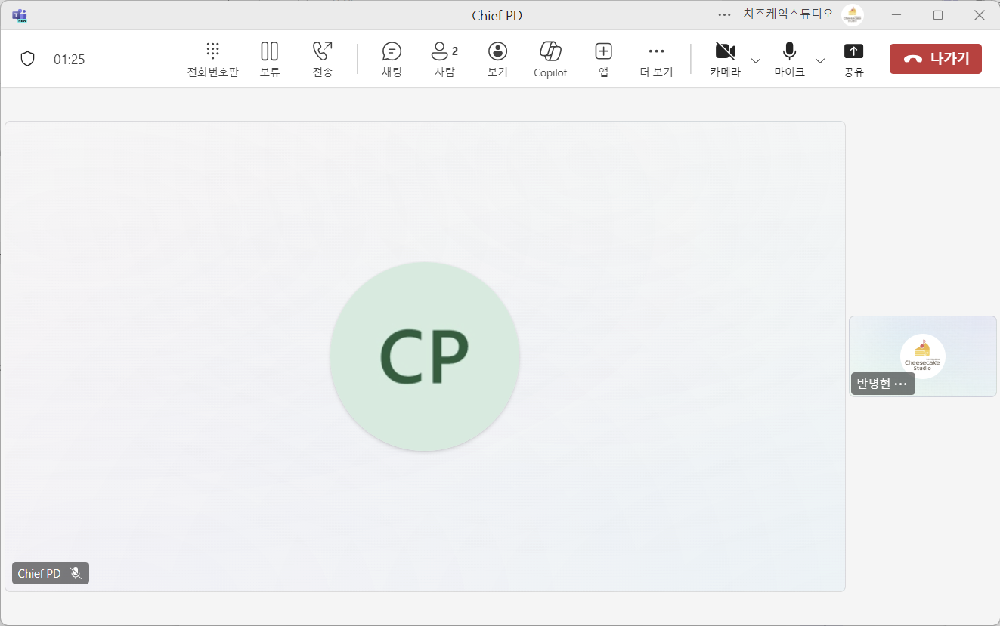 Chief PD
치즈케익스튜디오
01:25
전화번호판
보류
전송
채팅
2
사람
보기
Copilot
앱
더 보기
카메라
마이크
공유
나가기
CP
Cheesecake
Studio
반병현
Chief PD